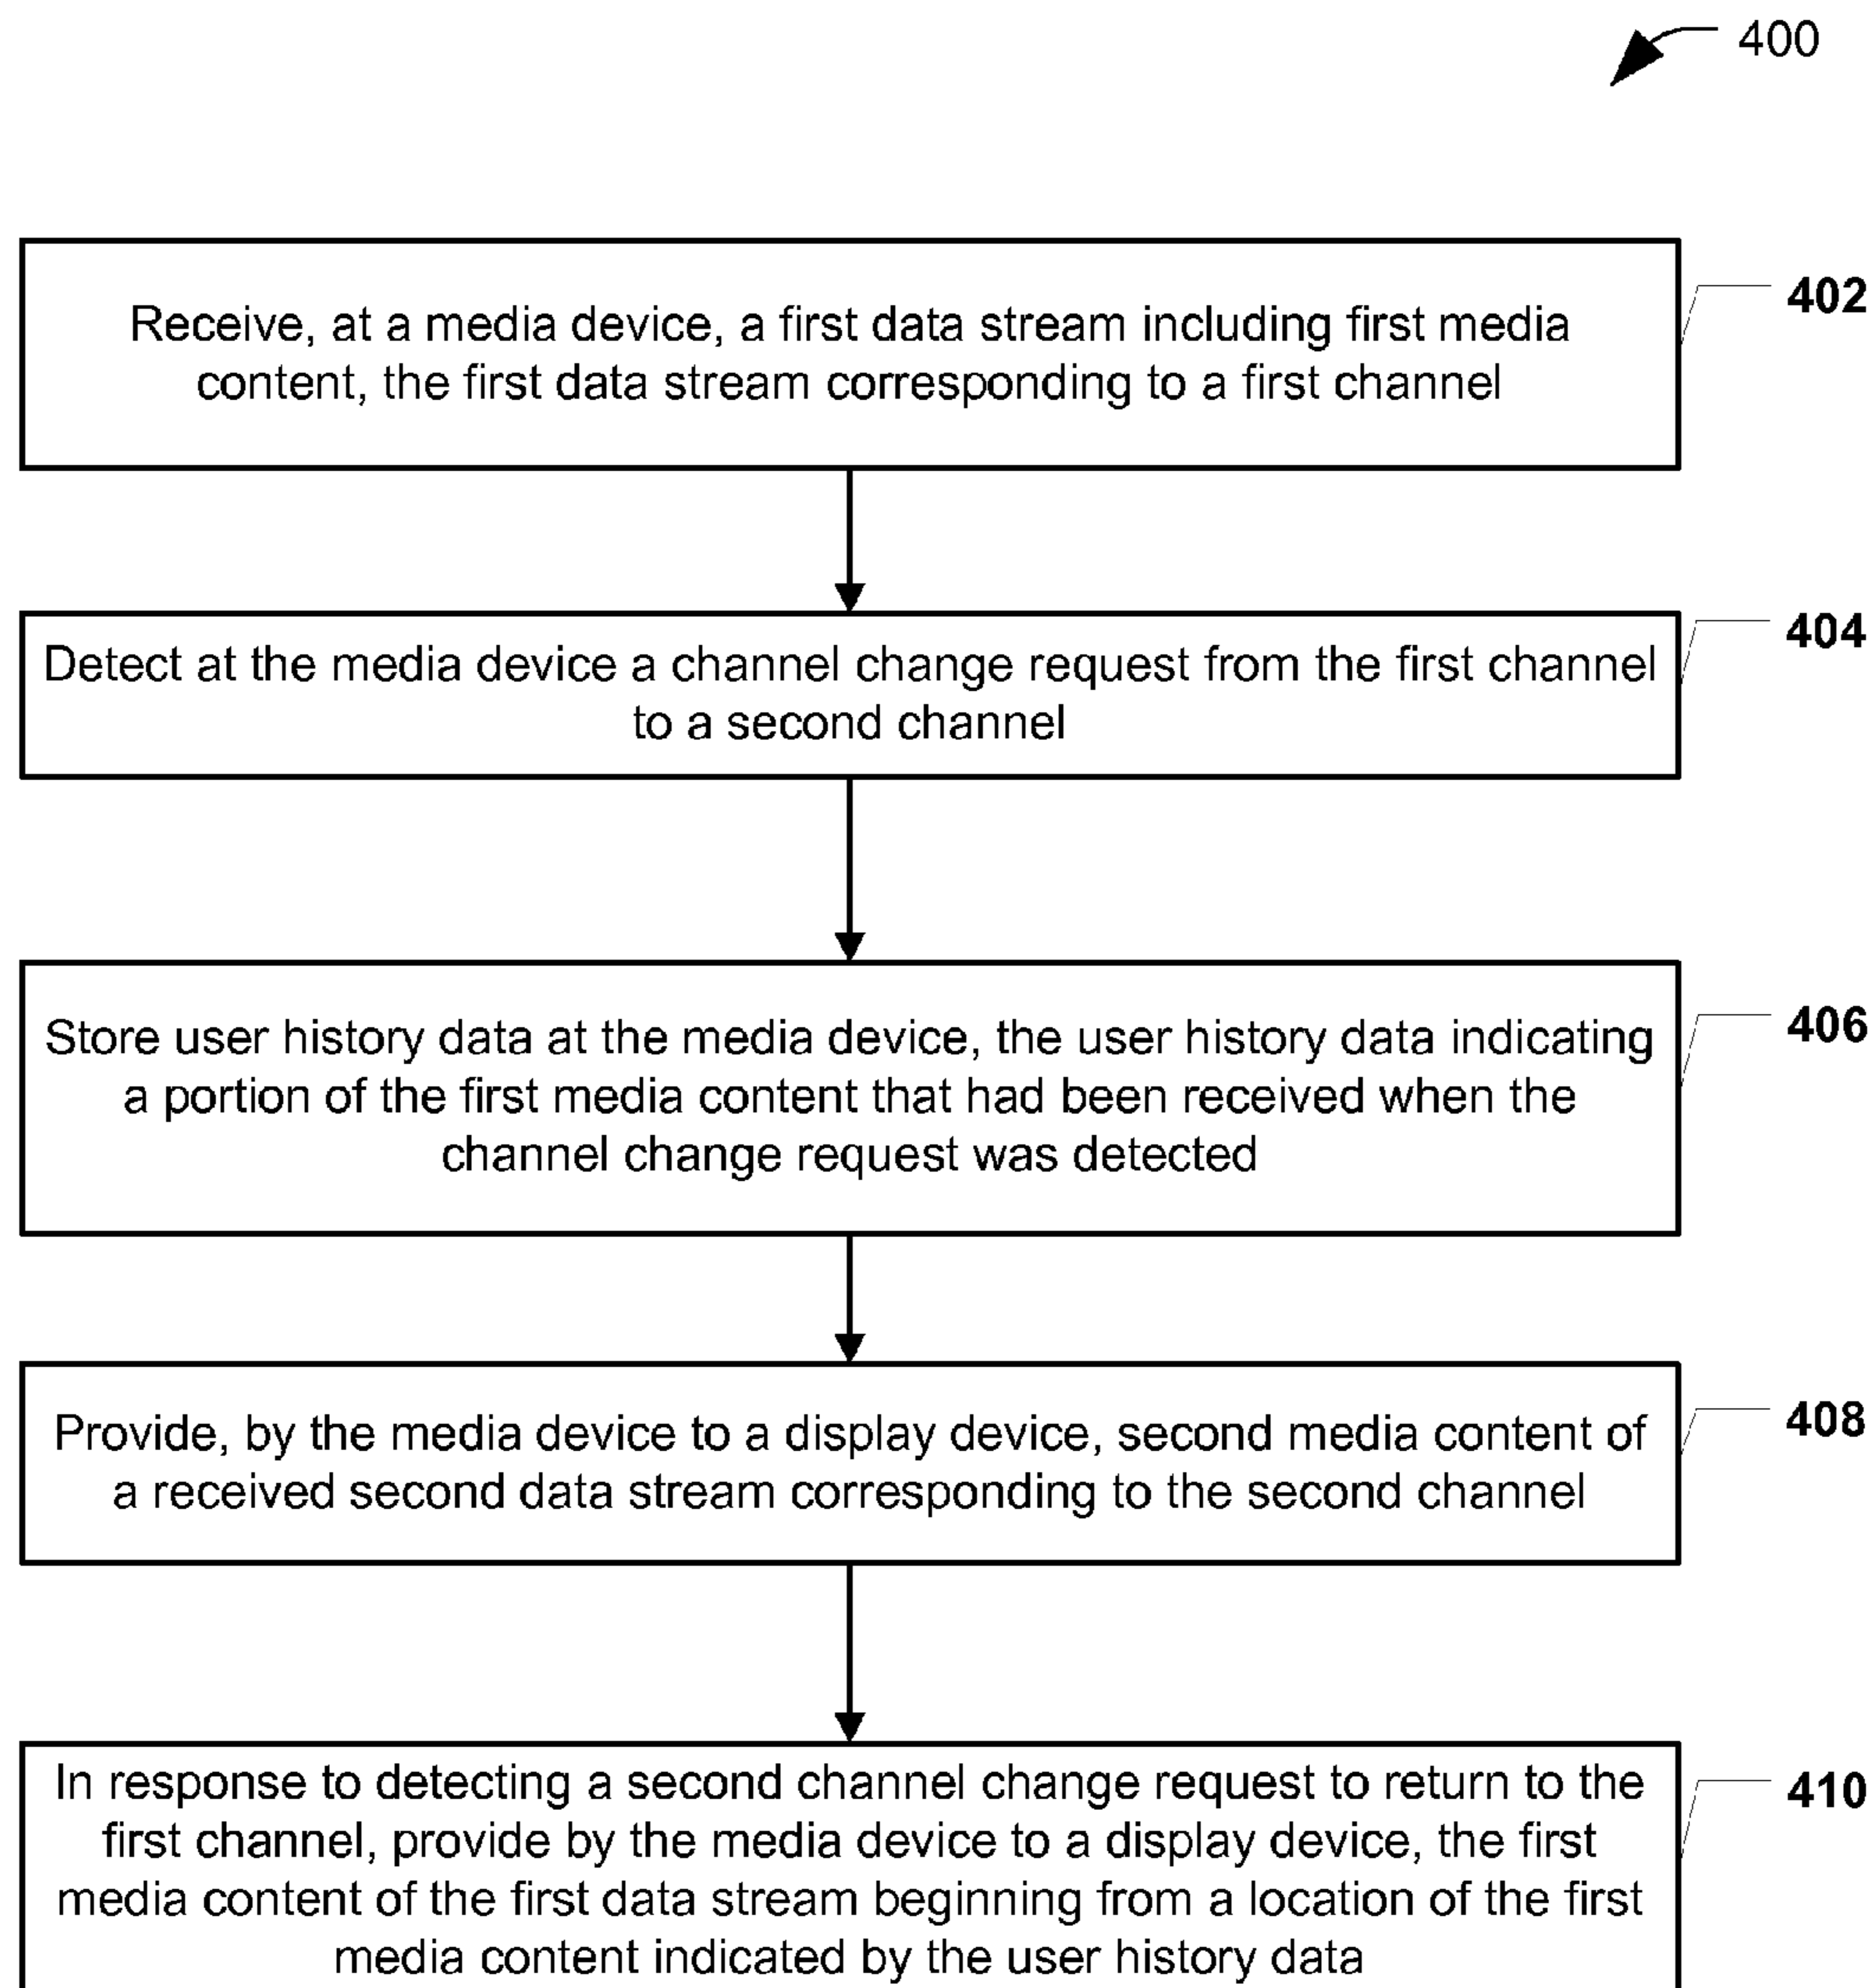 400
Receive, at a media device, a first data stream including first media
content, the first data stream corresponding to a first channel
402
Detect at the media device a channel change request from the first channel
to a second channel
404
Store user history data at the media device, the user history data indicating
a portion of the first media content that had been received when the
channel change request was detected
406
Provide, by the media device to a display device, second media content of
a received second data stream corresponding to the second channel
408
In response to detecting a second channel change request to return to the
first channel, provide by the media device to a display device, the first
media content of the first data stream beginning from a location of the first
media content indicated by the user history data
410